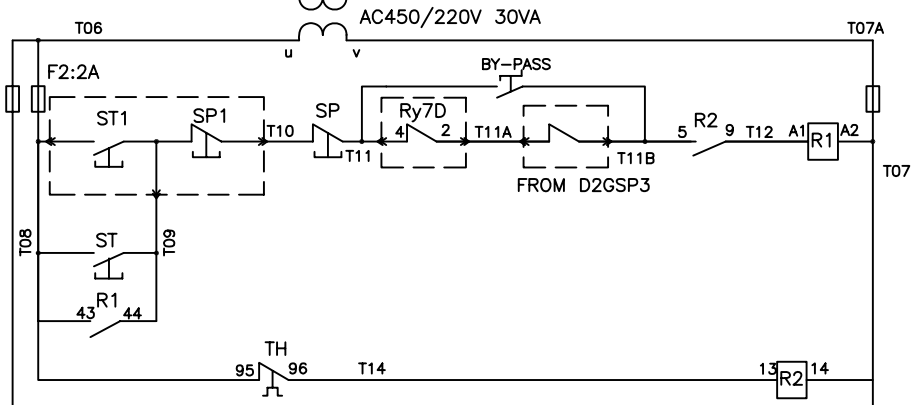 AC450/220V 30VA
T06
u
v
T07A
F2:2A
BY-PASS
ST1
SP1
T10
SP
T11
Ry7D
4
2
T11A
T11B
FROM D2GSP3
5
R2
9
T12
A1
R1
A2
T07
T08
ST
T09
R1
43
44
95
TH
96
T14
13
R2
14